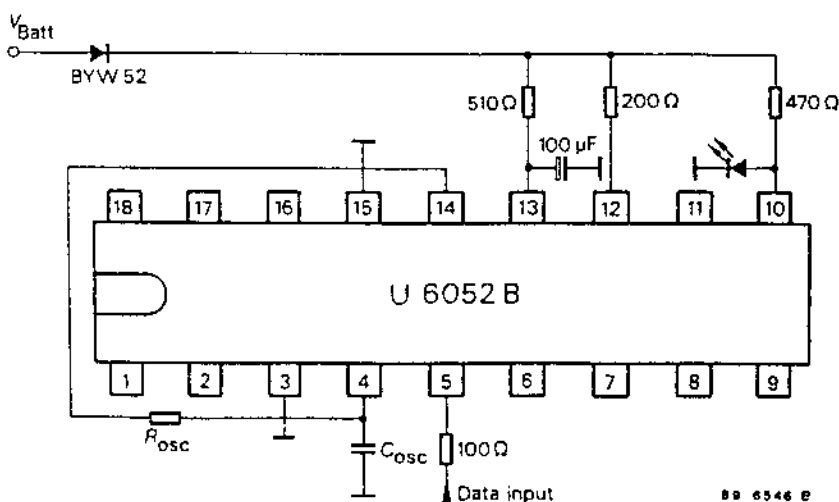 VBatt
BYW 52
510 Ω
200 Ω
470 Ω
100 µF
18 17 16 15 14 13 12 11 10
U 6052 B
1 2 3 4 5 6 7 8 9
Rosc
Cosc
100 Ω
Data input
89 6546 e